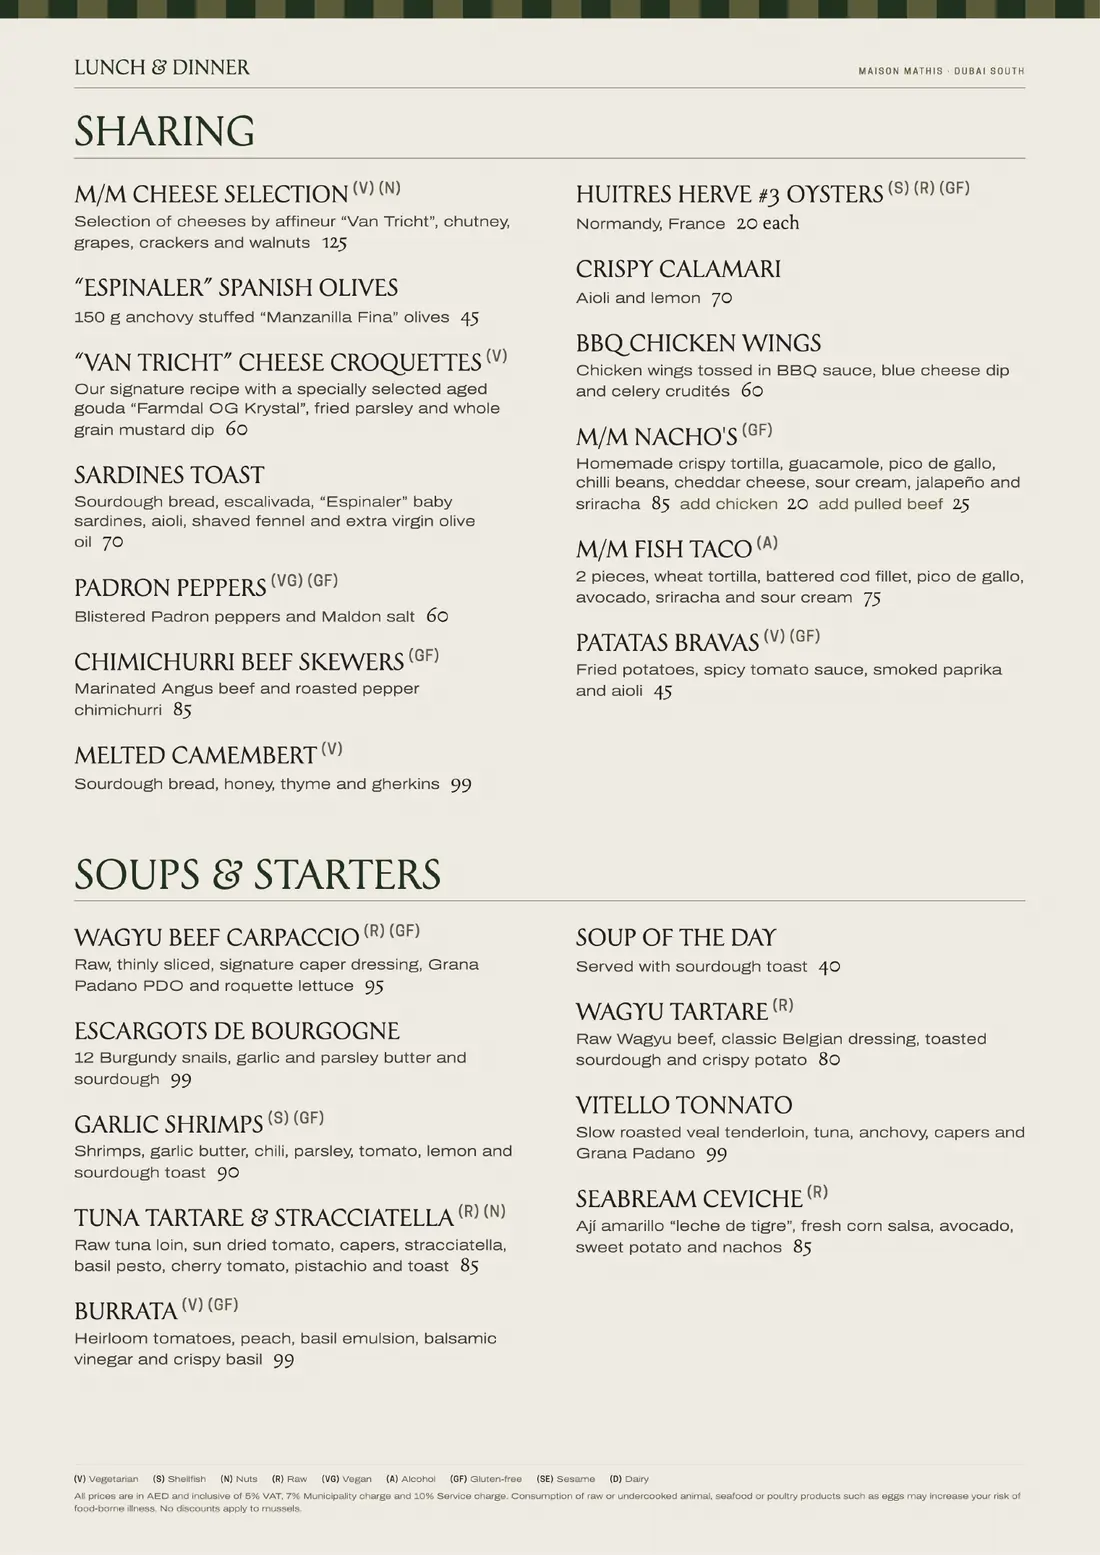 LUNCH & DINNER
MAISON MATHIS · DUBAI SOUTH
SHARING
M/M CHEESE SELECTION (V) (N)
Selection of cheeses by affineur “Van Tricht”, chutney,
grapes, crackers and walnuts 125
“ESPINALER” SPANISH OLIVES
150 g anchovy stuffed “Manzanilla Fina” olives 45
“VAN TRICHT” CHEESE CROQUETTES (V)
Our signature recipe with a specially selected aged
gouda “Farmdal OG Krystal”, fried parsley and whole
grain mustard dip 60
SARDINES TOAST
Sourdough bread, escalivada, “Espinaler” baby
sardines, aioli, shaved fennel and extra virgin olive
oil 70
PADRON PEPPERS (VG) (GF)
Blistered Padron peppers and Maldon salt 60
CHIMICHURRI BEEF SKEWERS (GF)
Marinated Angus beef and roasted pepper
chimichurri 85
MELTED CAMEMBERT (V)
Sourdough bread, honey, thyme and gherkins 99
HUITRES HERVE #3 OYSTERS (S) (R) (GF)
Normandy, France 20 each
CRISPY CALAMARI
Aioli and lemon 70
BBQ CHICKEN WINGS
Chicken wings tossed in BBQ sauce, blue cheese dip
and celery crudités 60
M/M NACHO'S (GF)
Homemade crispy tortilla, guacamole, pico de gallo,
chilli beans, cheddar cheese, sour cream, jalapeño and
sriracha 85 add chicken 20 add pulled beef 25
M/M FISH TACO (A)
2 pieces, wheat tortilla, battered cod fillet, pico de gallo,
avocado, sriracha and sour cream 75
PATATAS BRAVAS (V) (GF)
Fried potatoes, spicy tomato sauce, smoked paprika
and aioli 45
SOUPS & STARTERS
WAGYU BEEF CARPACCIO (R) (GF)
Raw, thinly sliced, signature caper dressing, Grana
Padano PDO and roquette lettuce 95
ESCARGOTS DE BOURGOGNE
12 Burgundy snails, garlic and parsley butter and
sourdough 99
GARLIC SHRIMPS (S) (GF)
Shrimps, garlic butter, chili, parsley, tomato, lemon and
sourdough toast 90
TUNA TARTARE & STRACCIATELLA (R) (N)
Raw tuna loin, sun dried tomato, capers, stracciatella,
basil pesto, cherry tomato, pistachio and toast 85
BURRATA (V) (GF)
Heirloom tomatoes, peach, basil emulsion, balsamic
vinegar and crispy basil 99
SOUP OF THE DAY
Served with sourdough toast 40
WAGYU TARTARE (R)
Raw Wagyu beef, classic Belgian dressing, toasted
sourdough and crispy potato 80
VITELLO TONNATO
Slow roasted veal tenderloin, tuna, anchovy, capers and
Grana Padano 99
SEABREAM CEVICHE (R)
Ají amarillo “leche de tigre”, fresh corn salsa, avocado,
sweet potato and nachos 85
(V) Vegetarian (S) Shellfish (N) Nuts (R) Raw (VG) Vegan (A) Alcohol (GF) Gluten-free (SE) Sesame (D) Dairy
All prices are in AED and inclusive of 5% VAT, 7% Municipality charge and 10% Service charge. Consumption of raw or undercooked animal, seafood or poultry products such as eggs may increase your risk of
food-borne illness. No discounts apply to mussels.